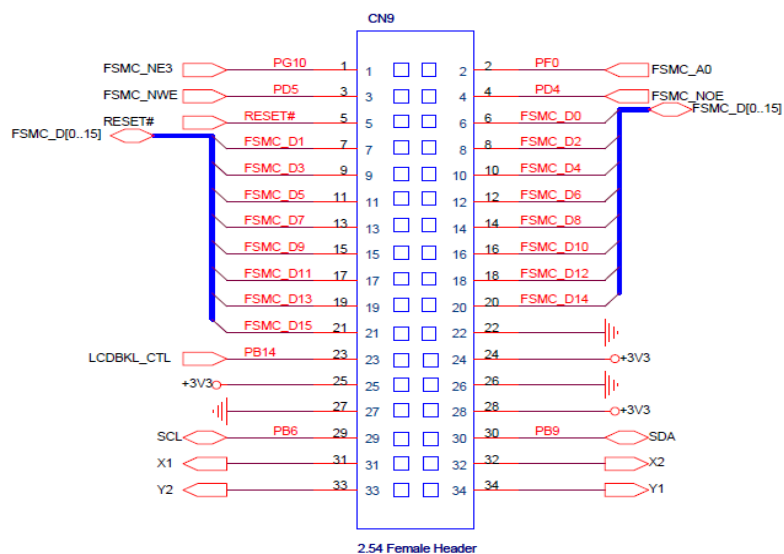 CN9
FSMC_NE3 PG10 1 1 2 2 PF0 FSMC_A0
FSMC_NWE PD5 3 3 4 4 PD4 FSMC_NOE
RESET# RESET# 5 5 6 6 FSMC_D0 FSMC_D[0..15]
FSMC_D[0..15] FSMC_D1 7 7 8 8 FSMC_D2
FSMC_D3 9 9 10 10 FSMC_D4
FSMC_D5 11 11 12 12 FSMC_D6
FSMC_D7 13 13 14 14 FSMC_D8
FSMC_D9 15 15 16 16 FSMC_D10
FSMC_D11 17 17 18 18 FSMC_D12
FSMC_D13 19 19 20 20 FSMC_D14
FSMC_D15 21 21 22 22
LCDBKL_CTL PB14 23 23 24 24 +3V3
+3V3 25 25 26 26
27 27 28 28 +3V3
SCL PB6 29 29 30 30 PB9 SDA
X1 31 31 32 32 X2
Y2 33 33 34 34 Y1
2.54 Female Header